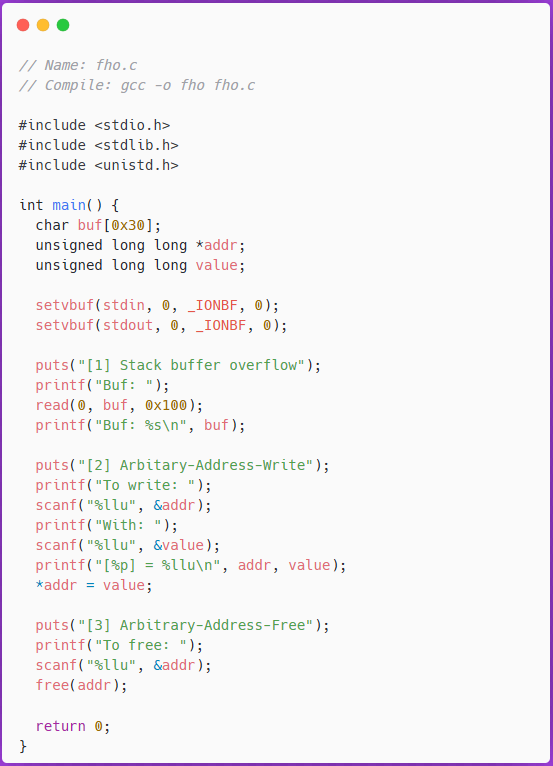 // Name: fho.c
// Compile: gcc -o fho fho.c
#include <stdio.h>
#include <stdlib.h>
#include <unistd.h>
int main() {
  char buf[0x30];
  unsigned long long *addr;
  unsigned long long value;
  setvbuf(stdin, 0, _IONBF, 0);
  setvbuf(stdout, 0, _IONBF, 0);
  puts("[1] Stack buffer overflow");
  printf("Buf: ");
  read(0, buf, 0x100);
  printf("Buf: %s\n", buf);
  puts("[2] Arbitary-Address-Write");
  printf("To write: ");
  scanf("%llu", &addr);
  printf("With: ");
  scanf("%llu", &value);
  printf("[%p] = %llu\n", addr, value);
  *addr = value;
  puts("[3] Arbitrary-Address-Free");
  printf("To free: ");
  scanf("%llu", &addr);
  free(addr);
  return 0;
}